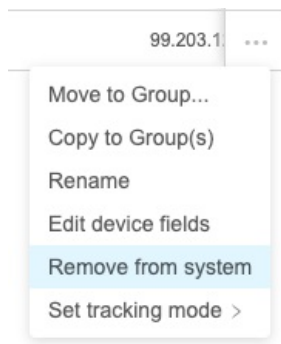 99.203.1
...
Move to Group...
Copy to Group(s)
Rename
Edit device fields
Remove from system
Set tracking mode >